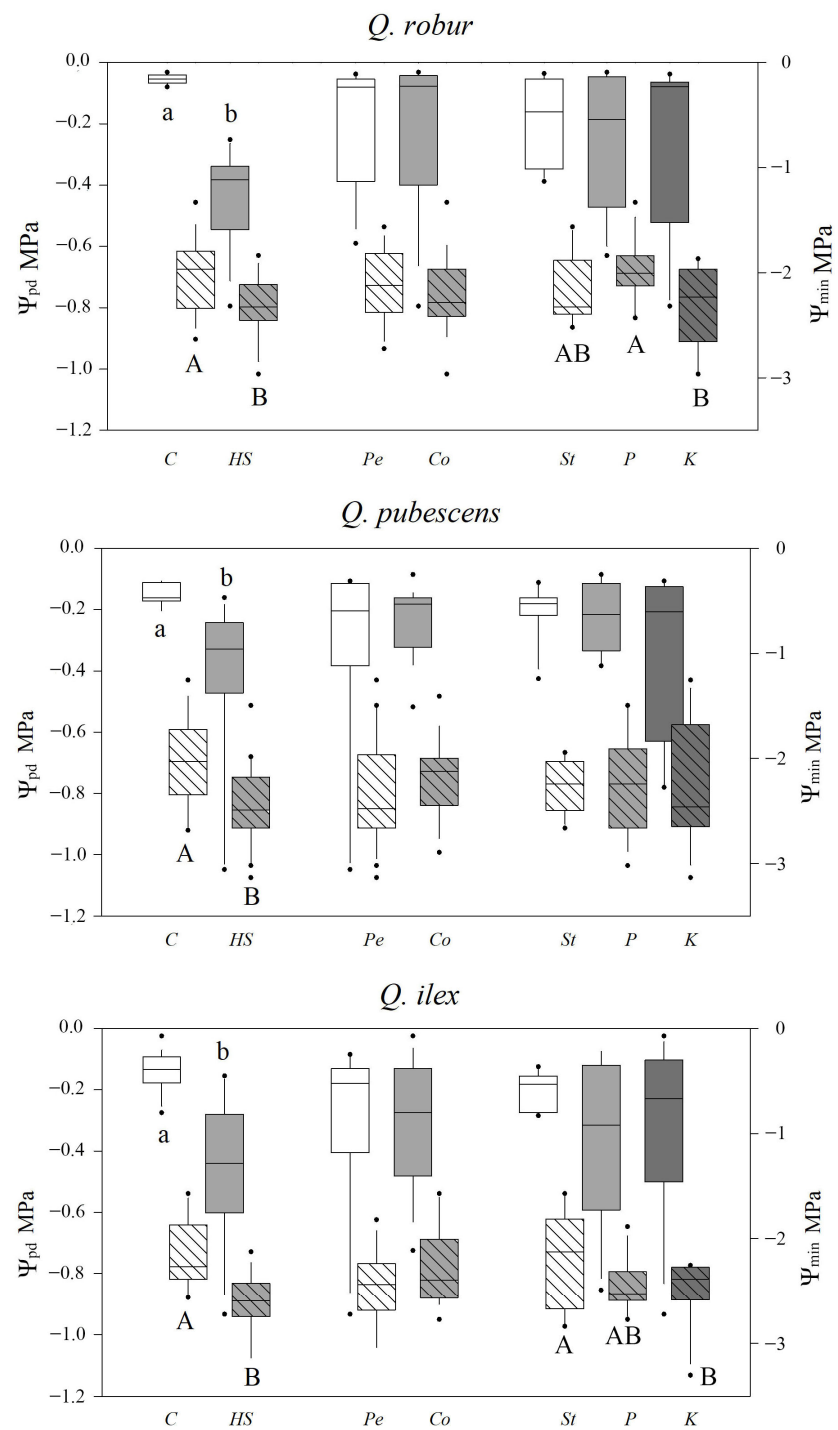 Q. robur
0.0
−0.2
−0.4
−0.6
−0.8
−1.0
−1.2
Ψpd MPa
a
b
A
B
AB
A
B
0
−1
−2
−3
Ψmin MPa
C HS Pe Co St P K
Q. pubescens
0.0
−0.2
−0.4
−0.6
−0.8
−1.0
−1.2
Ψpd MPa
a
b
A
B
0
−1
−2
−3
Ψmin MPa
C HS Pe Co St P K
Q. ilex
0.0
−0.2
−0.4
−0.6
−0.8
−1.0
−1.2
Ψpd MPa
a
b
A
B
A
AB
B
0
−1
−2
−3
Ψmin MPa
C HS Pe Co St P K